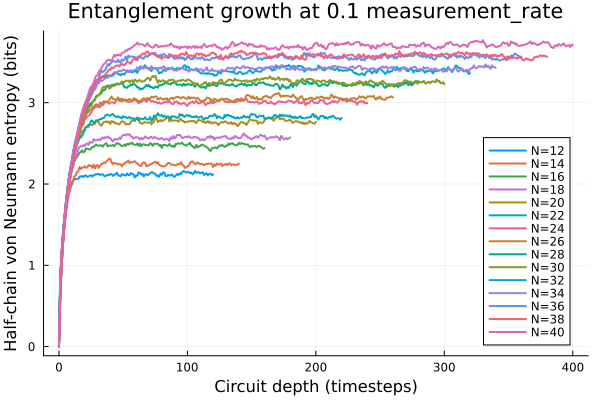 Entanglement growth at 0.1 measurement_rate
Half-chain von Neumann entropy (bits)
3
2
1
0
0
100
200
300
400
Circuit depth (timesteps)
N=12
N=14
N=16
N=18
N=20
N=22
N=24
N=26
N=28
N=30
N=32
N=34
N=36
N=38
N=40